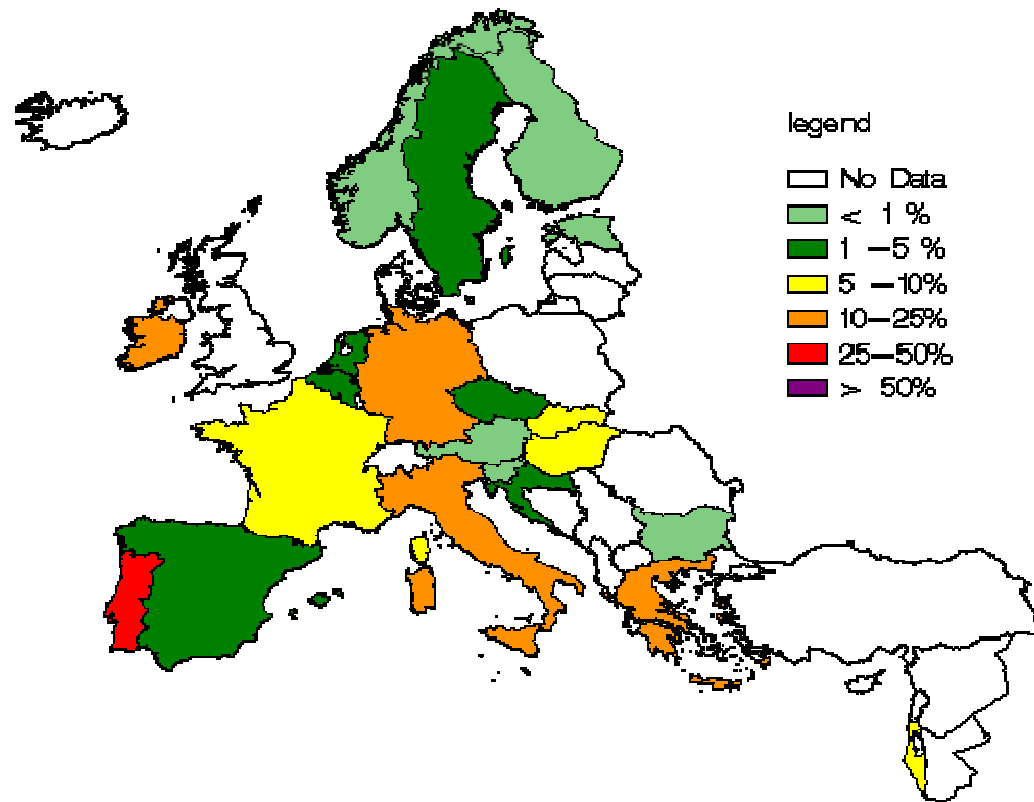 legend
No Data
< 1 %
1 –5 %
5 –10%
10–25%
25–50%
> 50%